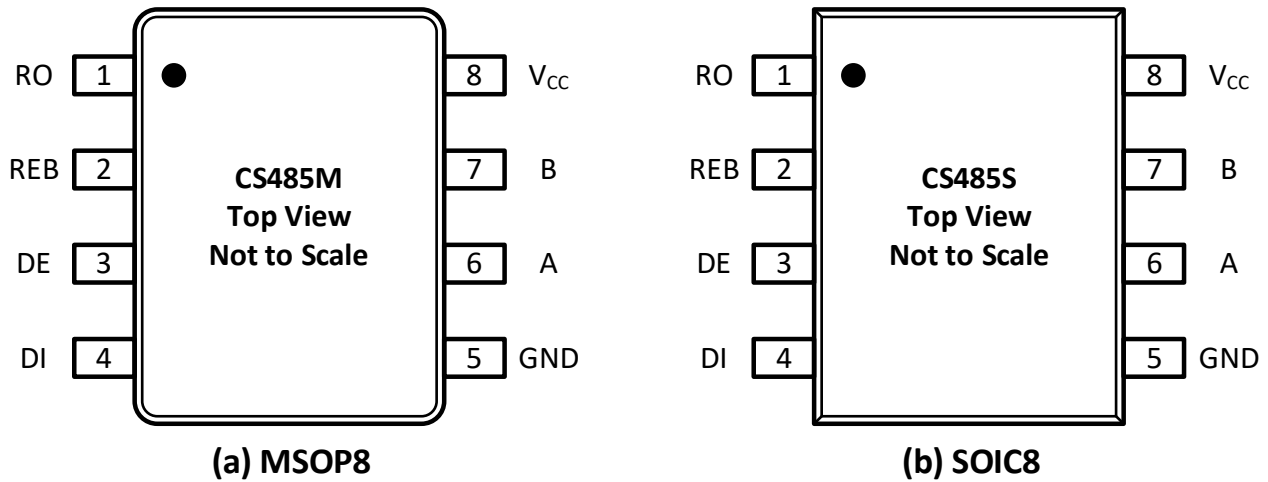 RO 1 8 VCC
REB 2 7 B
DE 3 6 A
DI 4 5 GND
CS485M
Top View
Not to Scale
(a) MSOP8
RO 1 8 VCC
REB 2 7 B
DE 3 6 A
DI 4 5 GND
CS485S
Top View
Not to Scale
(b) SOIC8